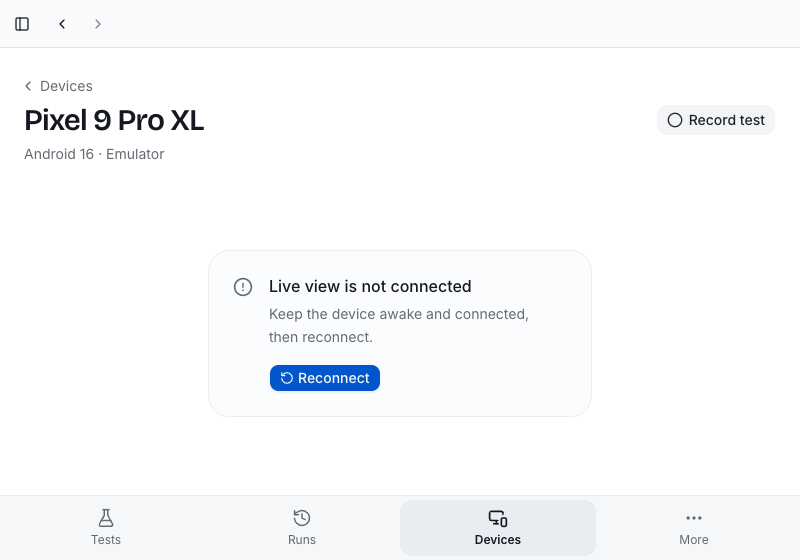 Devices
Pixel 9 Pro XL
Record test
Android 16 · Emulator
Live view is not connected
Keep the device awake and connected,
then reconnect.
Reconnect
Tests
Runs
Devices
More